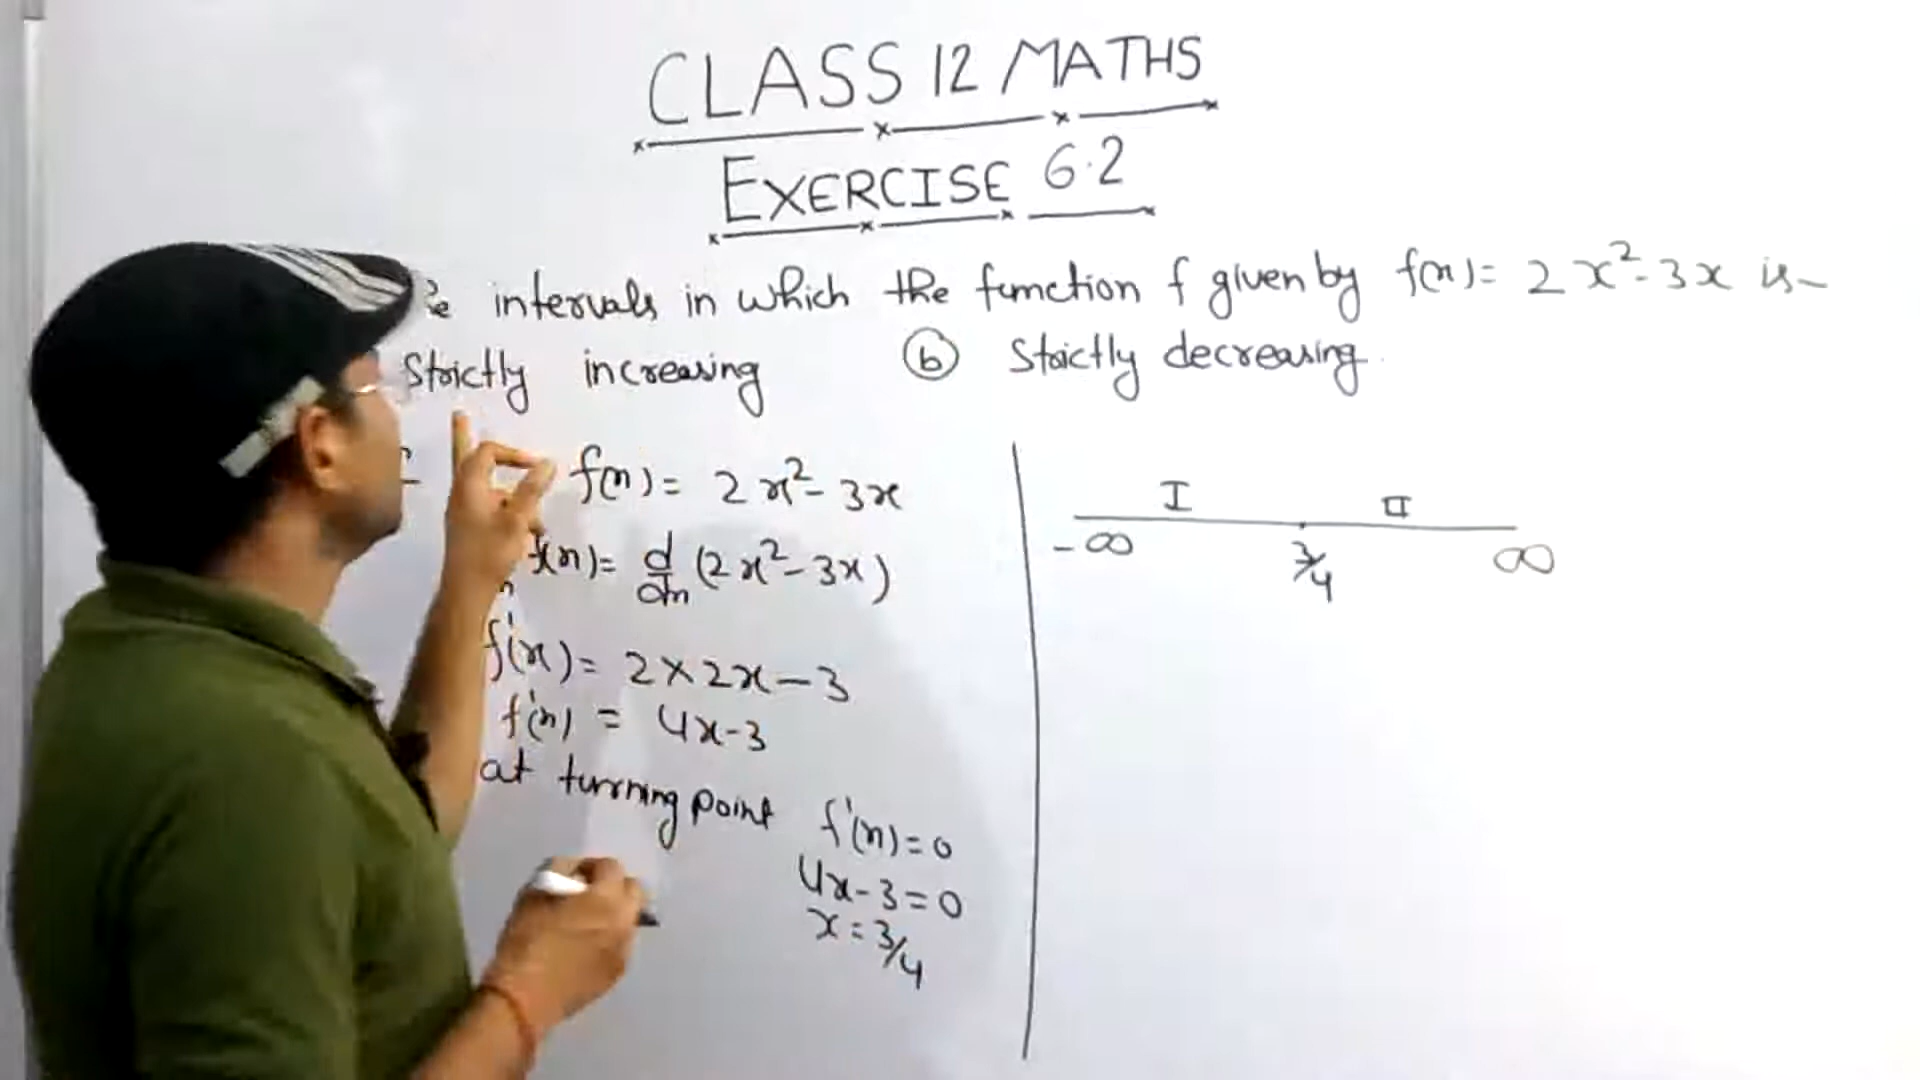 CLASS 12 MATHS
EXERCISE 6.2
intervals in which the function f given by f(x) = 2x²-3x is
Strictly increasing (b) Strictly decreasing.
f(x) = 2x²-3x
f(x) = d/dx (2x²-3x)
f'(x) = 2×2x-3
f'(x) = 4x-3
at turning point f'(x)=0
4x-3=0
x=3/4
I II
-∞ 3/4 ∞